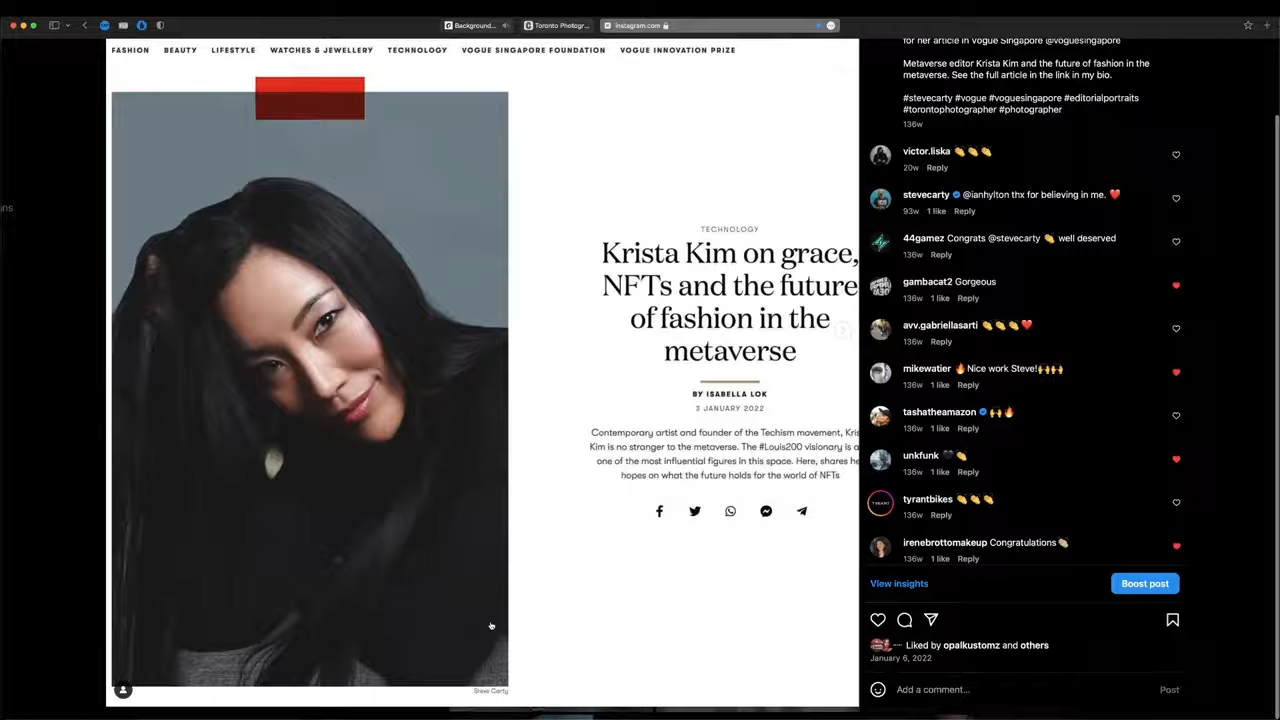 Background...
Toronto Photogr...
instagram.com
FASHION BEAUTY LIFESTYLE WATCHES & JEWELLERY TECHNOLOGY VOGUE SINGAPORE FOUNDATION VOGUE INNOVATION PRIZE
ns
TECHNOLOGY
Krista Kim on grace,
NFTs and the future
of fashion in the
metaverse
BY ISABELLA LOK
3 JANUARY 2022
Contemporary artist and founder of the Techism movement, Kris
Kim is no stranger to the metaverse. The #Louis200 visionary is a
one of the most influential figures in this space. Here, shares he
hopes on what the future holds for the world of NFTs
Steve Carty
for her article in Vogue Singapore @voguesingapore
Metaverse editor Krista Kim and the future of fashion in the
metaverse. See the full article in the link in my bio.
#stevecarty #vogue #voguesingapore #editorialportraits
#torontophotographer #photographer
136w
victor.liska 👏👏👏
20w Reply
stevecarty @ianhylton thx for believing in me. ❤️
93w 1 like Reply
44gamez Congrats @stevecarty 👏 well deserved
136w Reply
gambacat2 Gorgeous
136w 1 like Reply
avv.gabriellasarti 👏👏👏❤️
136w Reply
mikewatier 🔥Nice work Steve!🙌🙌
136w 1 like Reply
tashatheamazon 🙌🔥
136w 1 like Reply
unkfunk 🖤👏
136w 1 like Reply
TYRANT
tyrantbikes 👏👏👏
136w Reply
irenebrottomakeup Congratulations👏
136w 1 like Reply
View insights
Boost post
Liked by opalkustomz and others
January 6, 2022
Add a comment...
Post